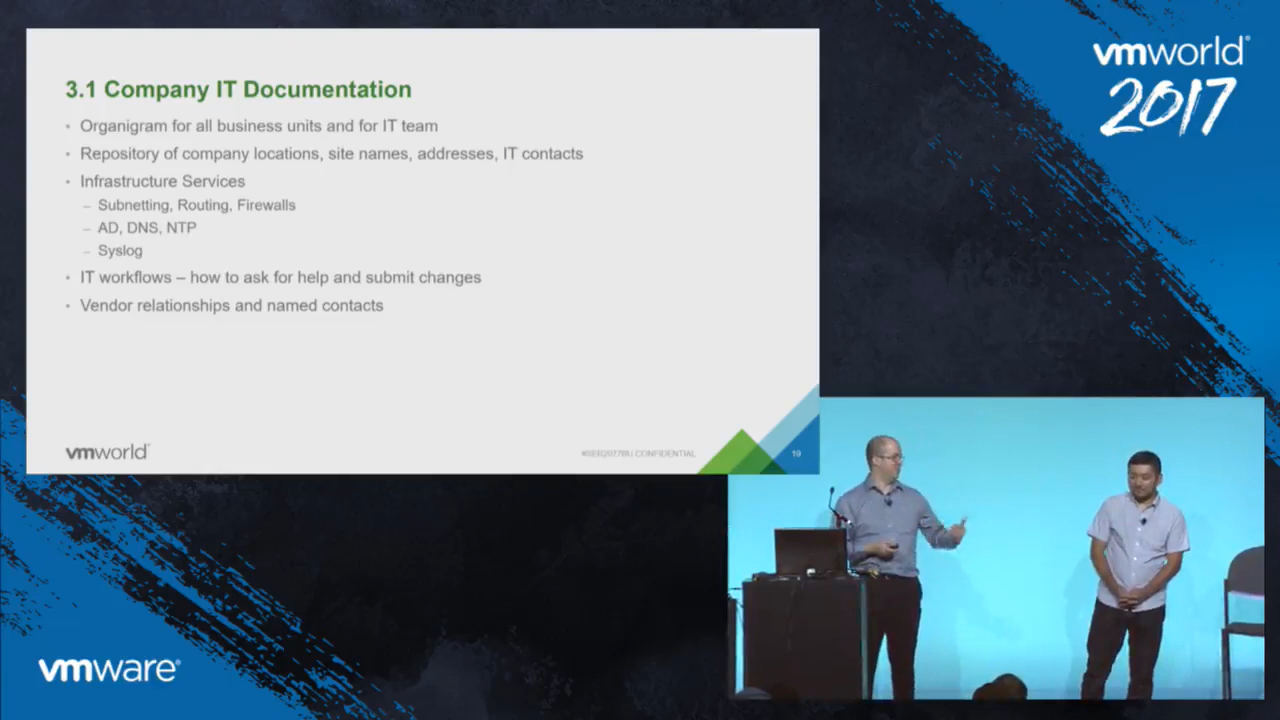 3.1 Company IT Documentation
• Organigram for all business units and for IT team
• Repository of company locations, site names, addresses, IT contacts
• Infrastructure Services
– Subnetting, Routing, Firewalls
– AD, DNS, NTP
– Syslog
• IT workflows – how to ask for help and submit changes
• Vendor relationships and named contacts
vmworld
CONFIDENTIAL
19
vmworld®
2017
vmware®